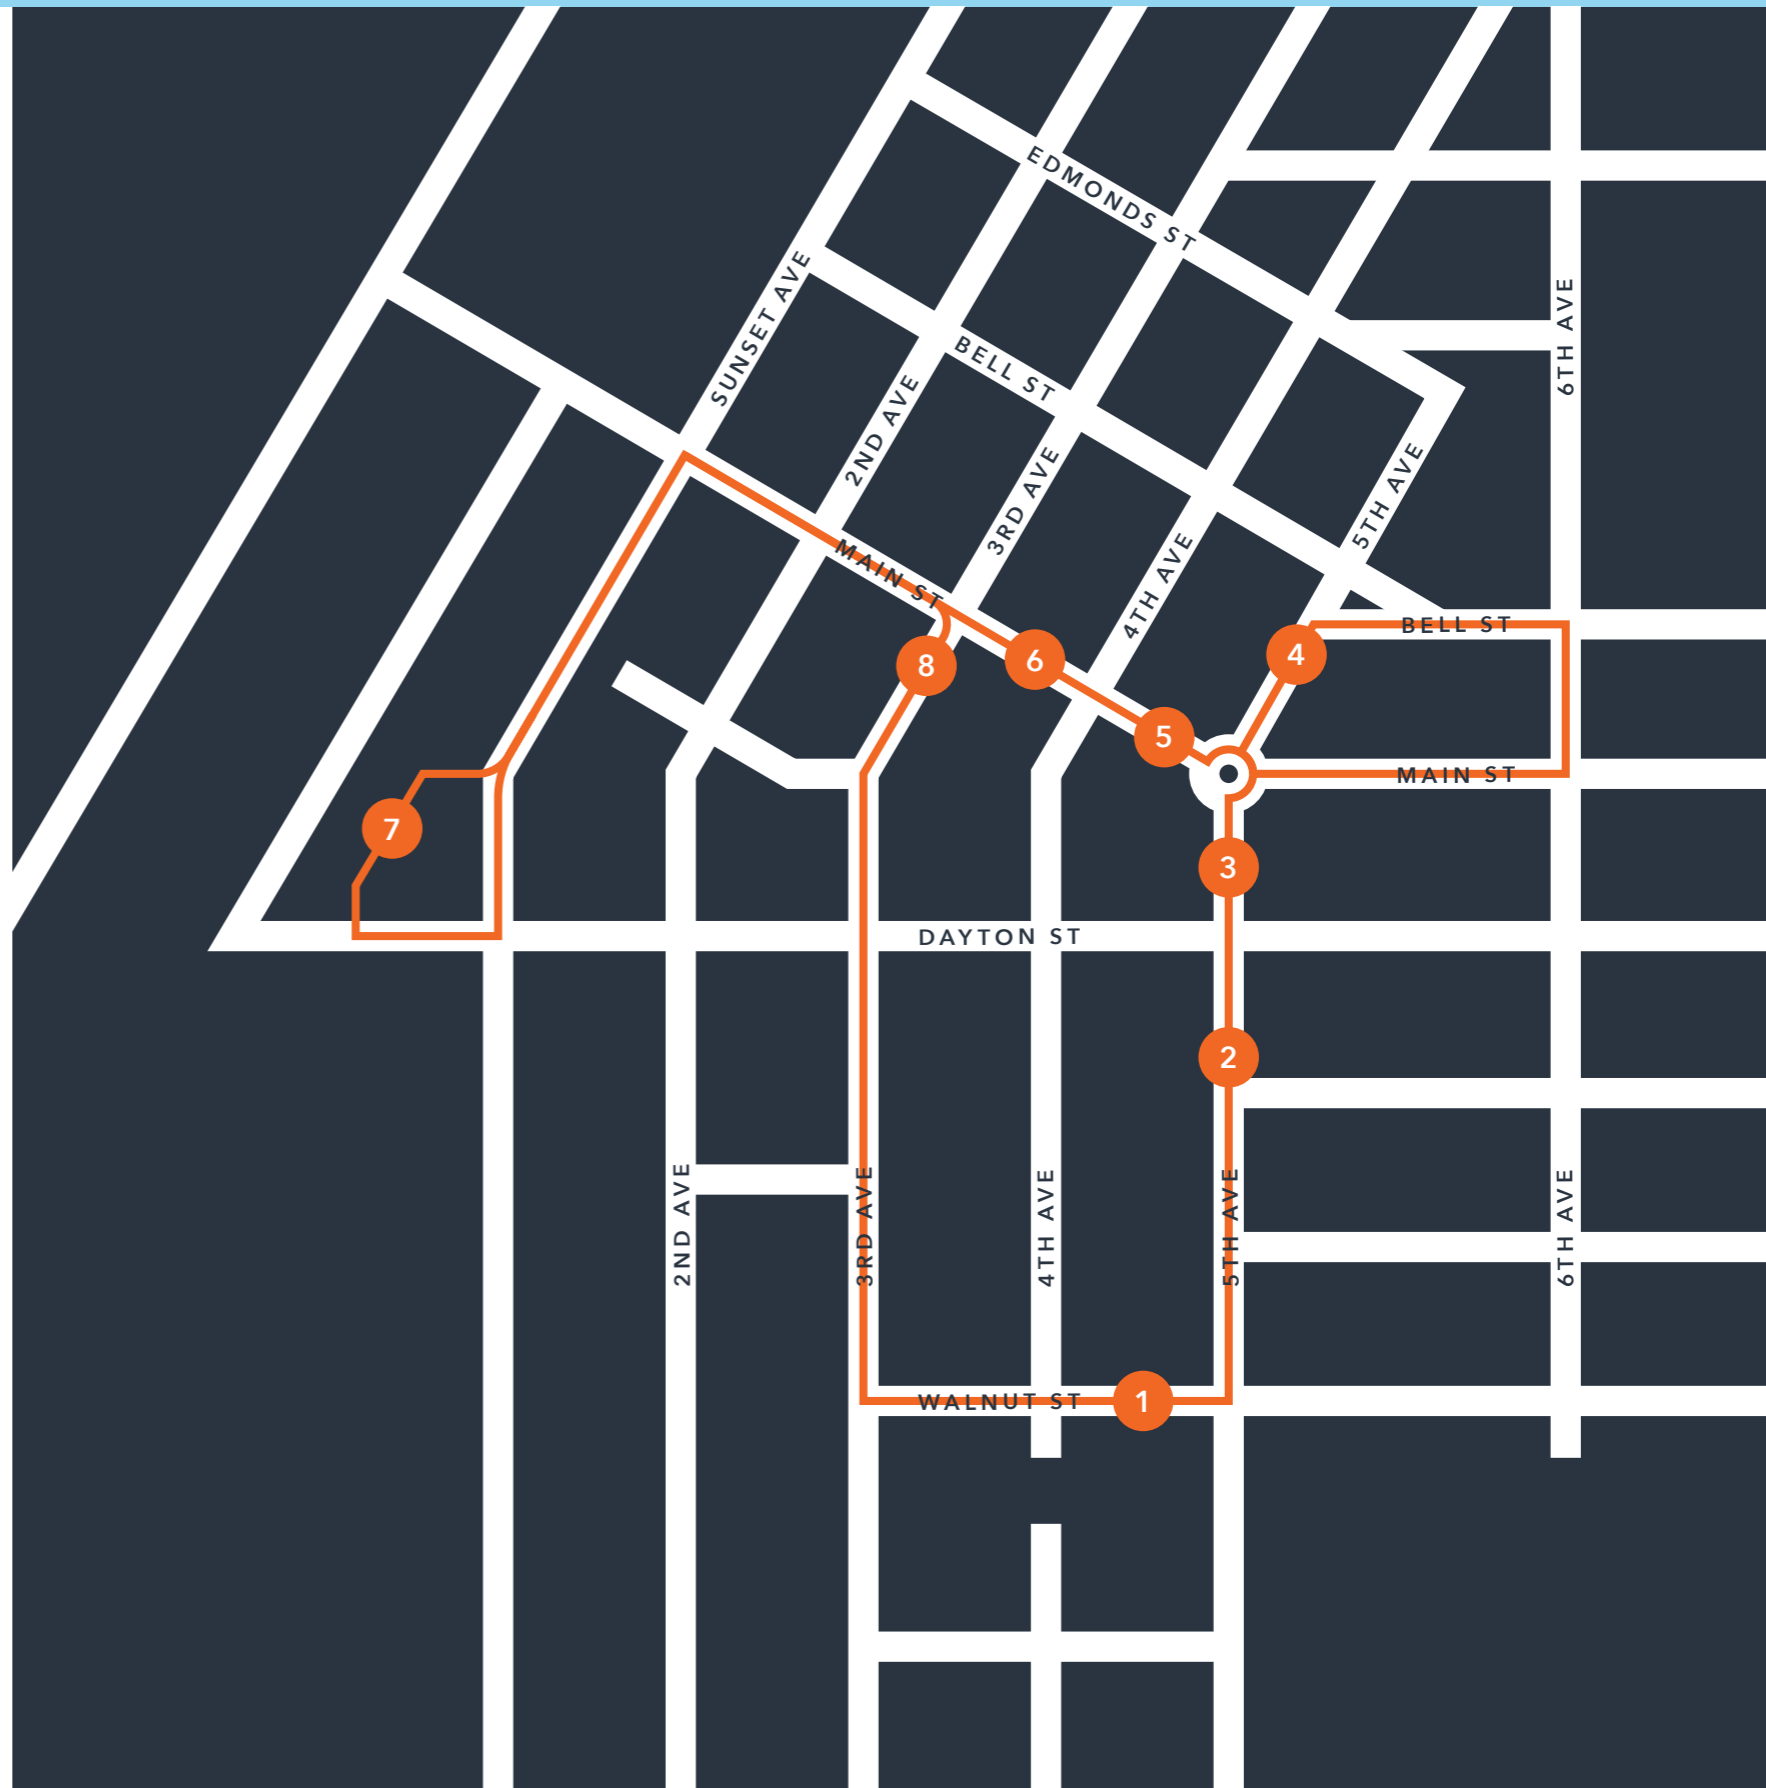 EDMONDS ST
SUNSET AVE
6TH AVE
BELL ST
2ND AVE
3RD AVE
5TH AVE
4TH AVE
MAIN ST
BELL ST
8
6
4
5
MAIN ST
7
3
DAYTON ST
2
2ND AVE
3RD AVE
4TH AVE
5TH AVE
6TH AVE
WALNUT ST
1